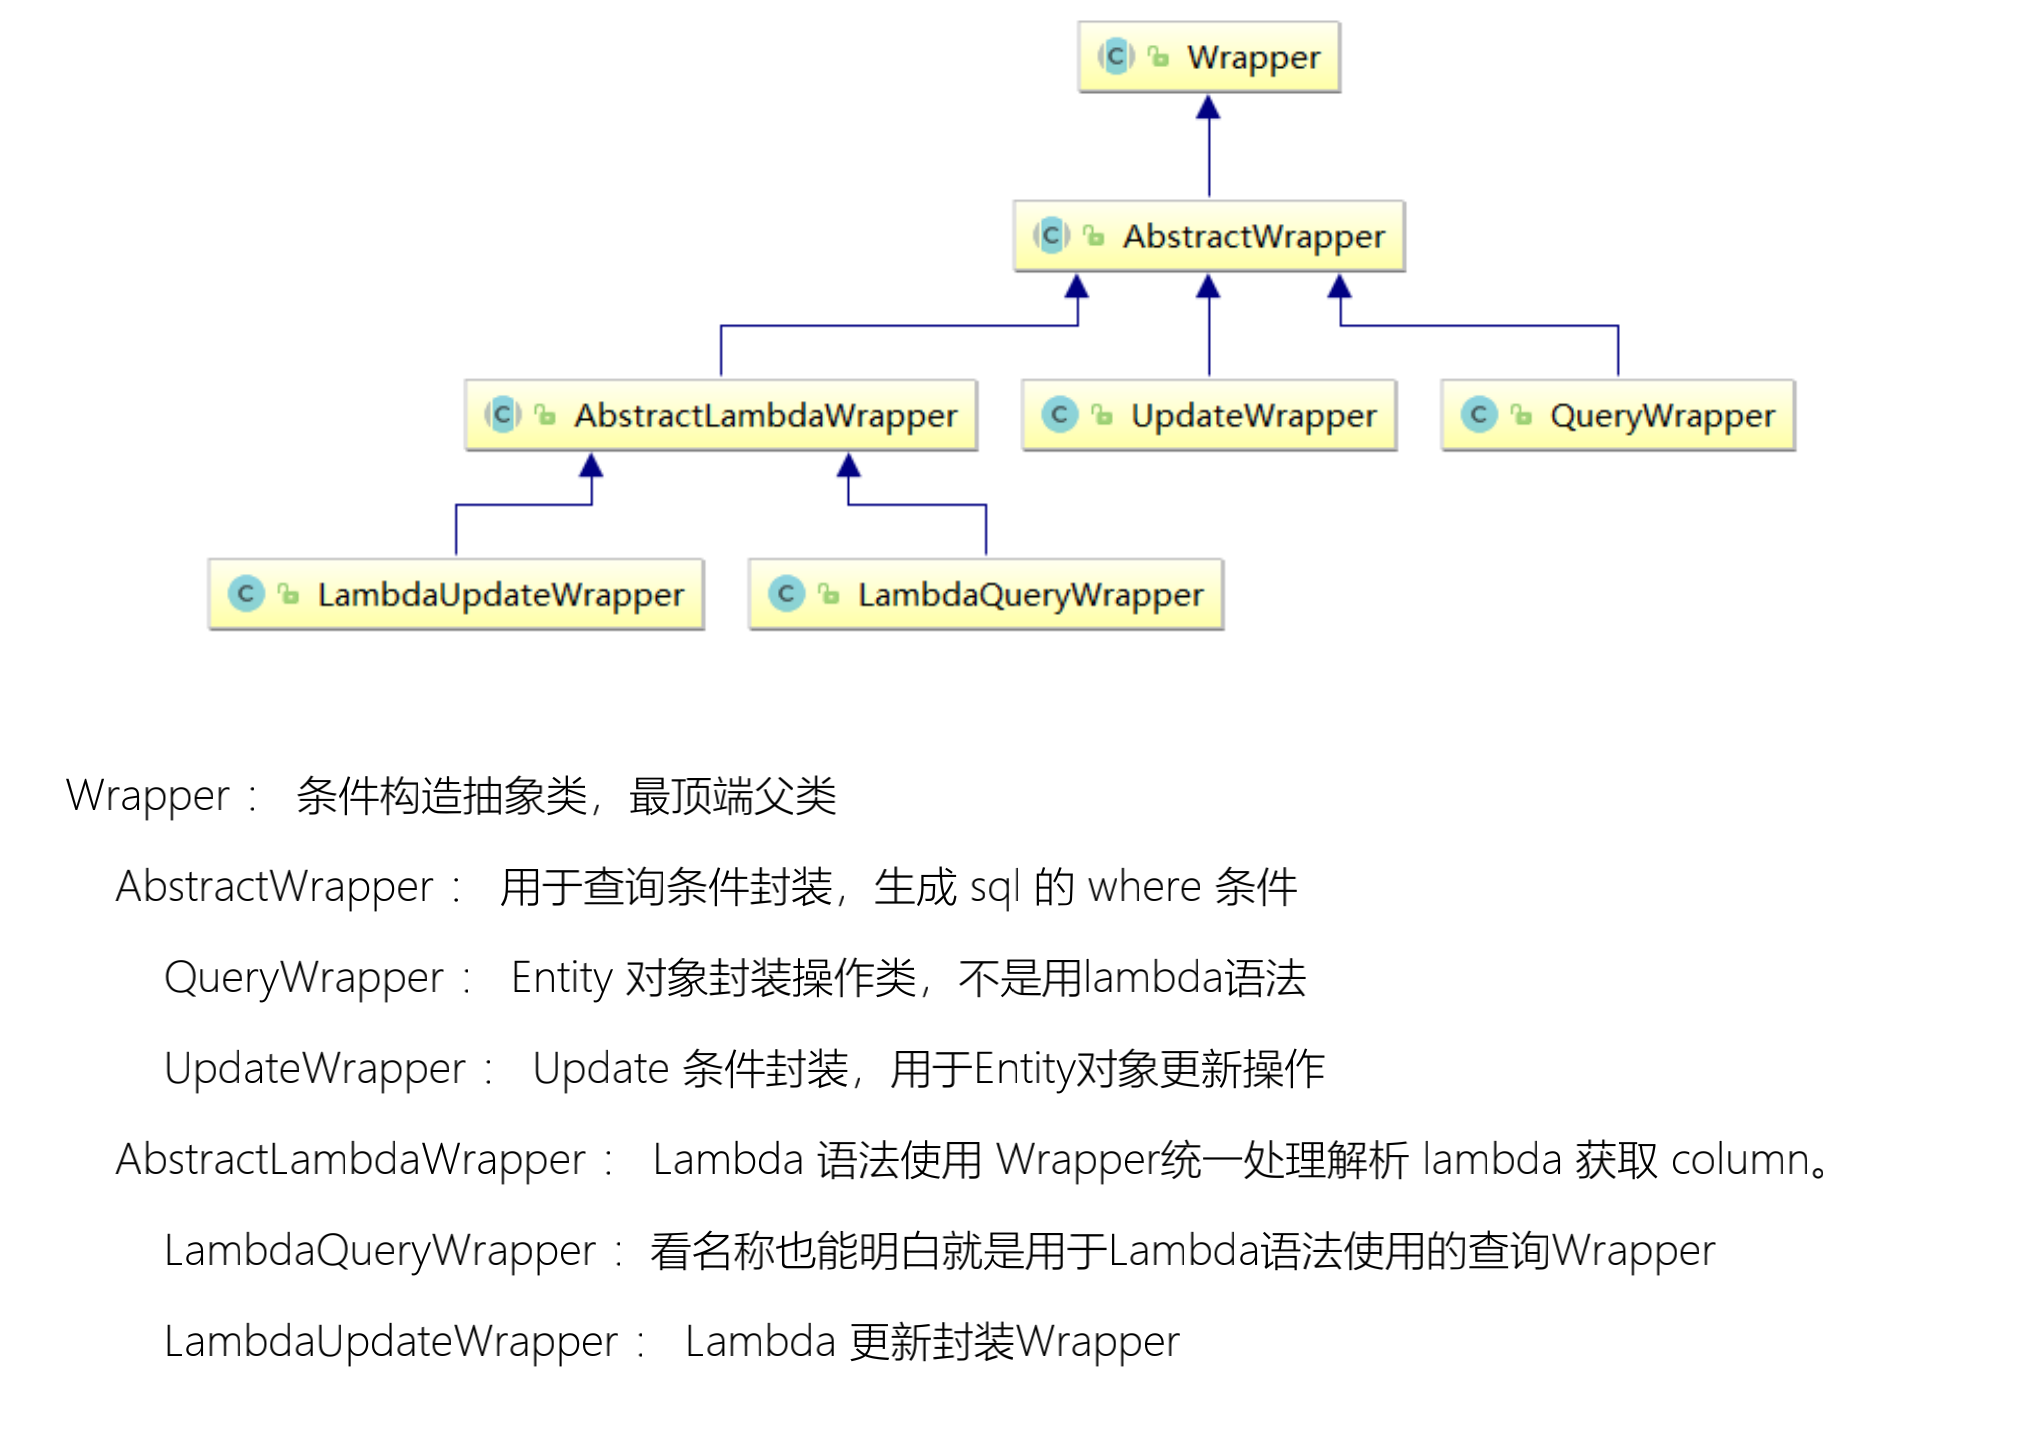 Wrapper
AbstractWrapper
AbstractLambdaWrapper
UpdateWrapper
QueryWrapper
LambdaUpdateWrapper
LambdaQueryWrapper
Wrapper ： 条件构造抽象类，最顶端父类
AbstractWrapper ： 用于查询条件封装，生成 sql 的 where 条件
QueryWrapper ： Entity 对象封装操作类，不是用lambda语法
UpdateWrapper ： Update 条件封装，用于Entity对象更新操作
AbstractLambdaWrapper ： Lambda 语法使用 Wrapper统一处理解析 lambda 获取 column。
LambdaQueryWrapper ：看名称也能明白就是用于Lambda语法使用的查询Wrapper
LambdaUpdateWrapper ： Lambda 更新封装Wrapper